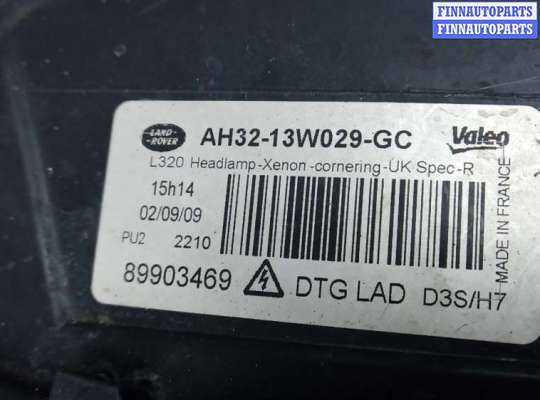 FINNAUTOPARTS
FINNAUTOPARTS
FINNAUTOPARTS
LAND-
ROVER
AH32-13W029-GC
Valeo
L320 Headlamp-Xenon-cornering-UK Spec-R
15h14
02/09/09
PU2 2210
MADE IN FRANCE
89903469 DTG LAD D3S/H7